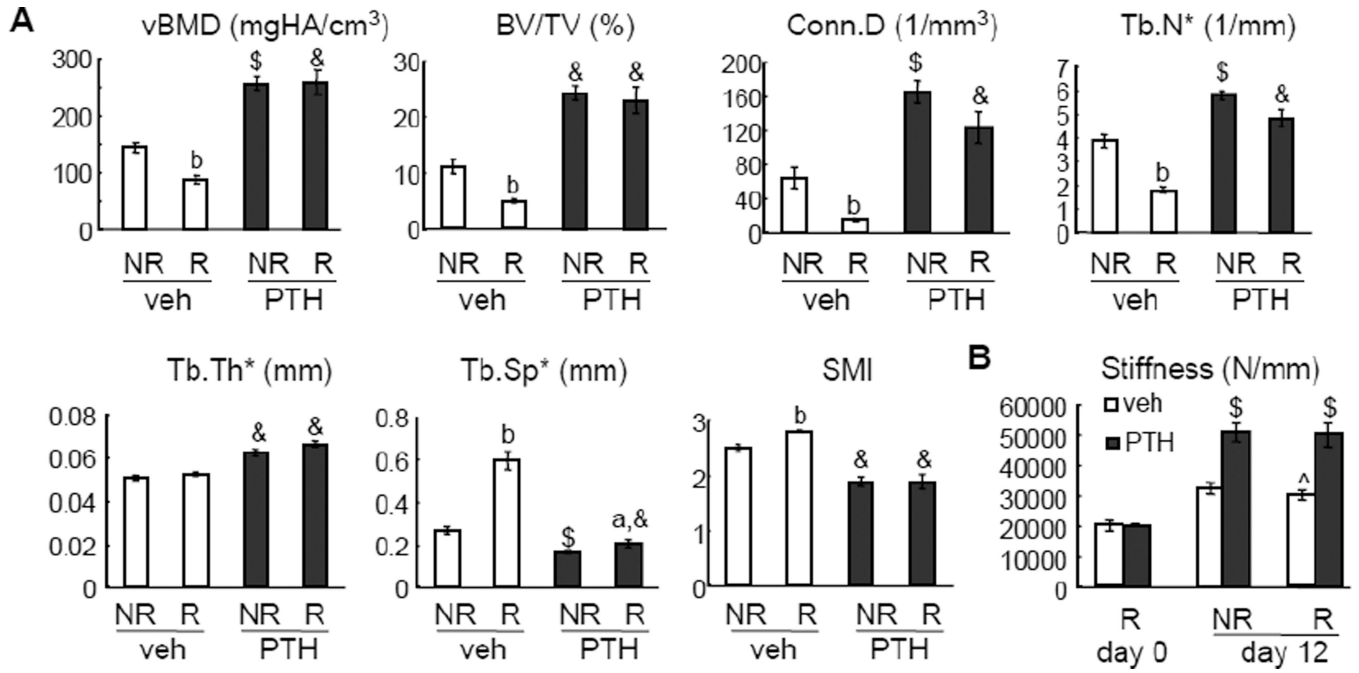 A
vBMD (mgHA/cm³)
300
200
100
0
b
$
&
NR R NR R
veh PTH
BV/TV (%)
30
20
10
0
b
&
&
NR R NR R
veh PTH
Conn.D (1/mm³)
200
160
120
80
40
0
b
$
&
NR R NR R
veh PTH
Tb.N* (1/mm)
7
6
5
4
3
2
1
0
b
$
&
NR R NR R
veh PTH
Tb.Th* (mm)
0.08
0.06
0.04
0.02
0
&
&
NR R NR R
veh PTH
Tb.Sp* (mm)
0.8
0.6
0.4
0.2
0
b
$
a,&
NR R NR R
veh PTH
SMI
3
2
1
0
b
&
&
NR R NR R
veh PTH
B
Stiffness (N/mm)
60000
50000
40000
30000
20000
10000
0
veh
PTH
$
^
$
R NR R
day 0 day 12